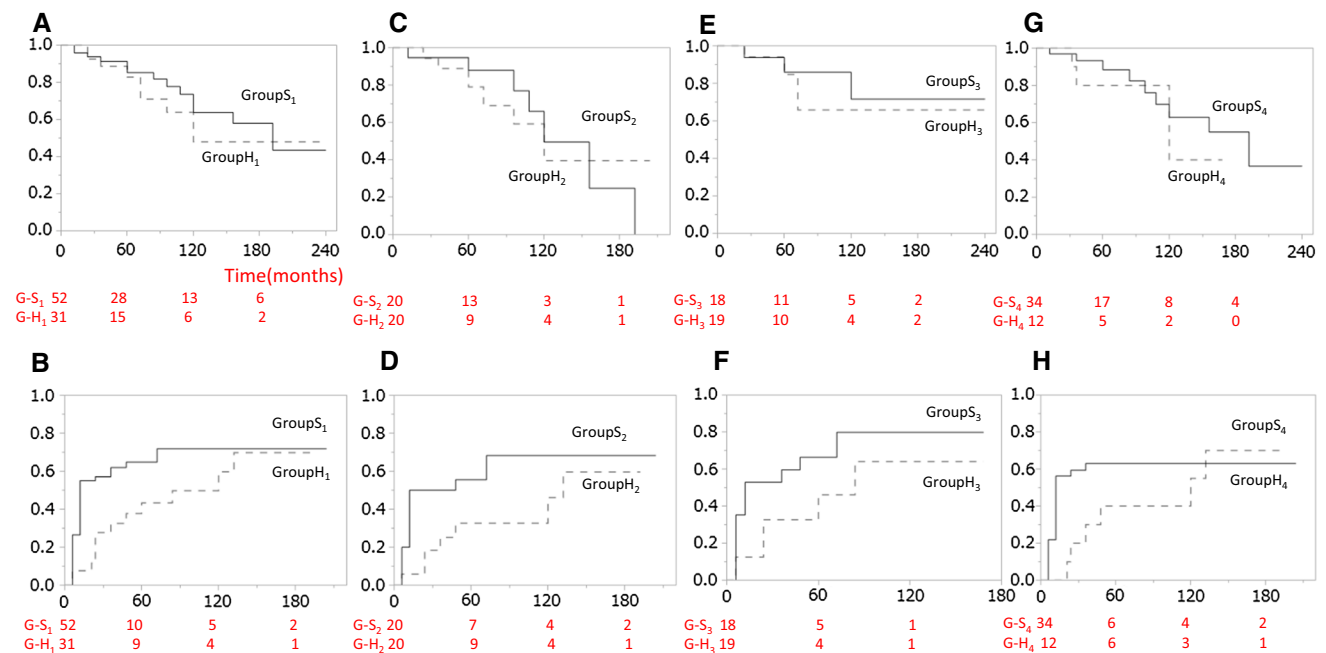 A
1.0
0.8
0.6
0.4
0.2
0.0
GroupS₁
GroupH₁
0 60 120 180 240
Time(months)
G-S₁ 52 28 13 6
G-H₁ 31 15 6 2
C
1.0
0.8
0.6
0.4
0.2
0.0
GroupS₂
GroupH₂
0 60 120 180
G-S₂ 20 13 3 1
G-H₂ 20 9 4 1
E
1.0
0.8
0.6
0.4
0.2
0.0
GroupS₃
GroupH₃
0 60 120 180 240
G-S₃ 18 11 5 2
G-H₃ 19 10 4 2
G
1.0
0.8
0.6
0.4
0.2
0.0
GroupS₄
GroupH₄
0 60 120 180 240
G-S₄ 34 17 8 4
G-H₄ 12 5 2 0
B
1.0
0.8
0.6
0.4
0.2
0.0
GroupS₁
GroupH₁
0 60 120 180
G-S₁ 52 10 5 2
G-H₁ 31 9 4 1
D
1.0
0.8
0.6
0.4
0.2
0.0
GroupS₂
GroupH₂
0 60 120 180
G-S₂ 20 7 4 2
G-H₂ 20 9 4 1
F
1.0
0.8
0.6
0.4
0.2
0.0
GroupS₃
GroupH₃
0 60 120
G-S₃ 18 5 1
G-H₃ 19 4 1
H
1.0
0.8
0.6
0.4
0.2
0.0
GroupS₄
GroupH₄
0 60 120 180
G-S₄ 34 6 4 2
G-H₄ 12 6 3 1